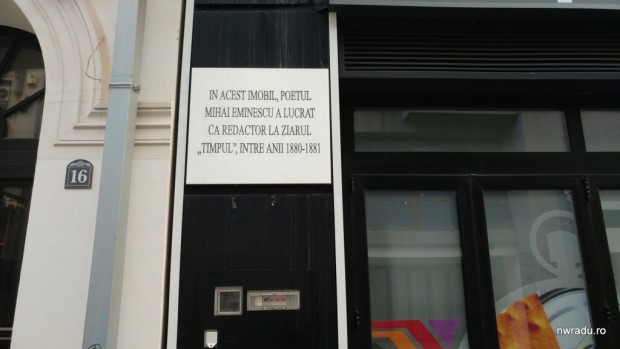 IN ACEST IMOBIL, POETUL
MIHAI EMINESCU A LUCRAT
CA REDACTOR LA ZIARUL
„TIMPUL”, INTRE ANII 1880-1881
16
nwradu.ro